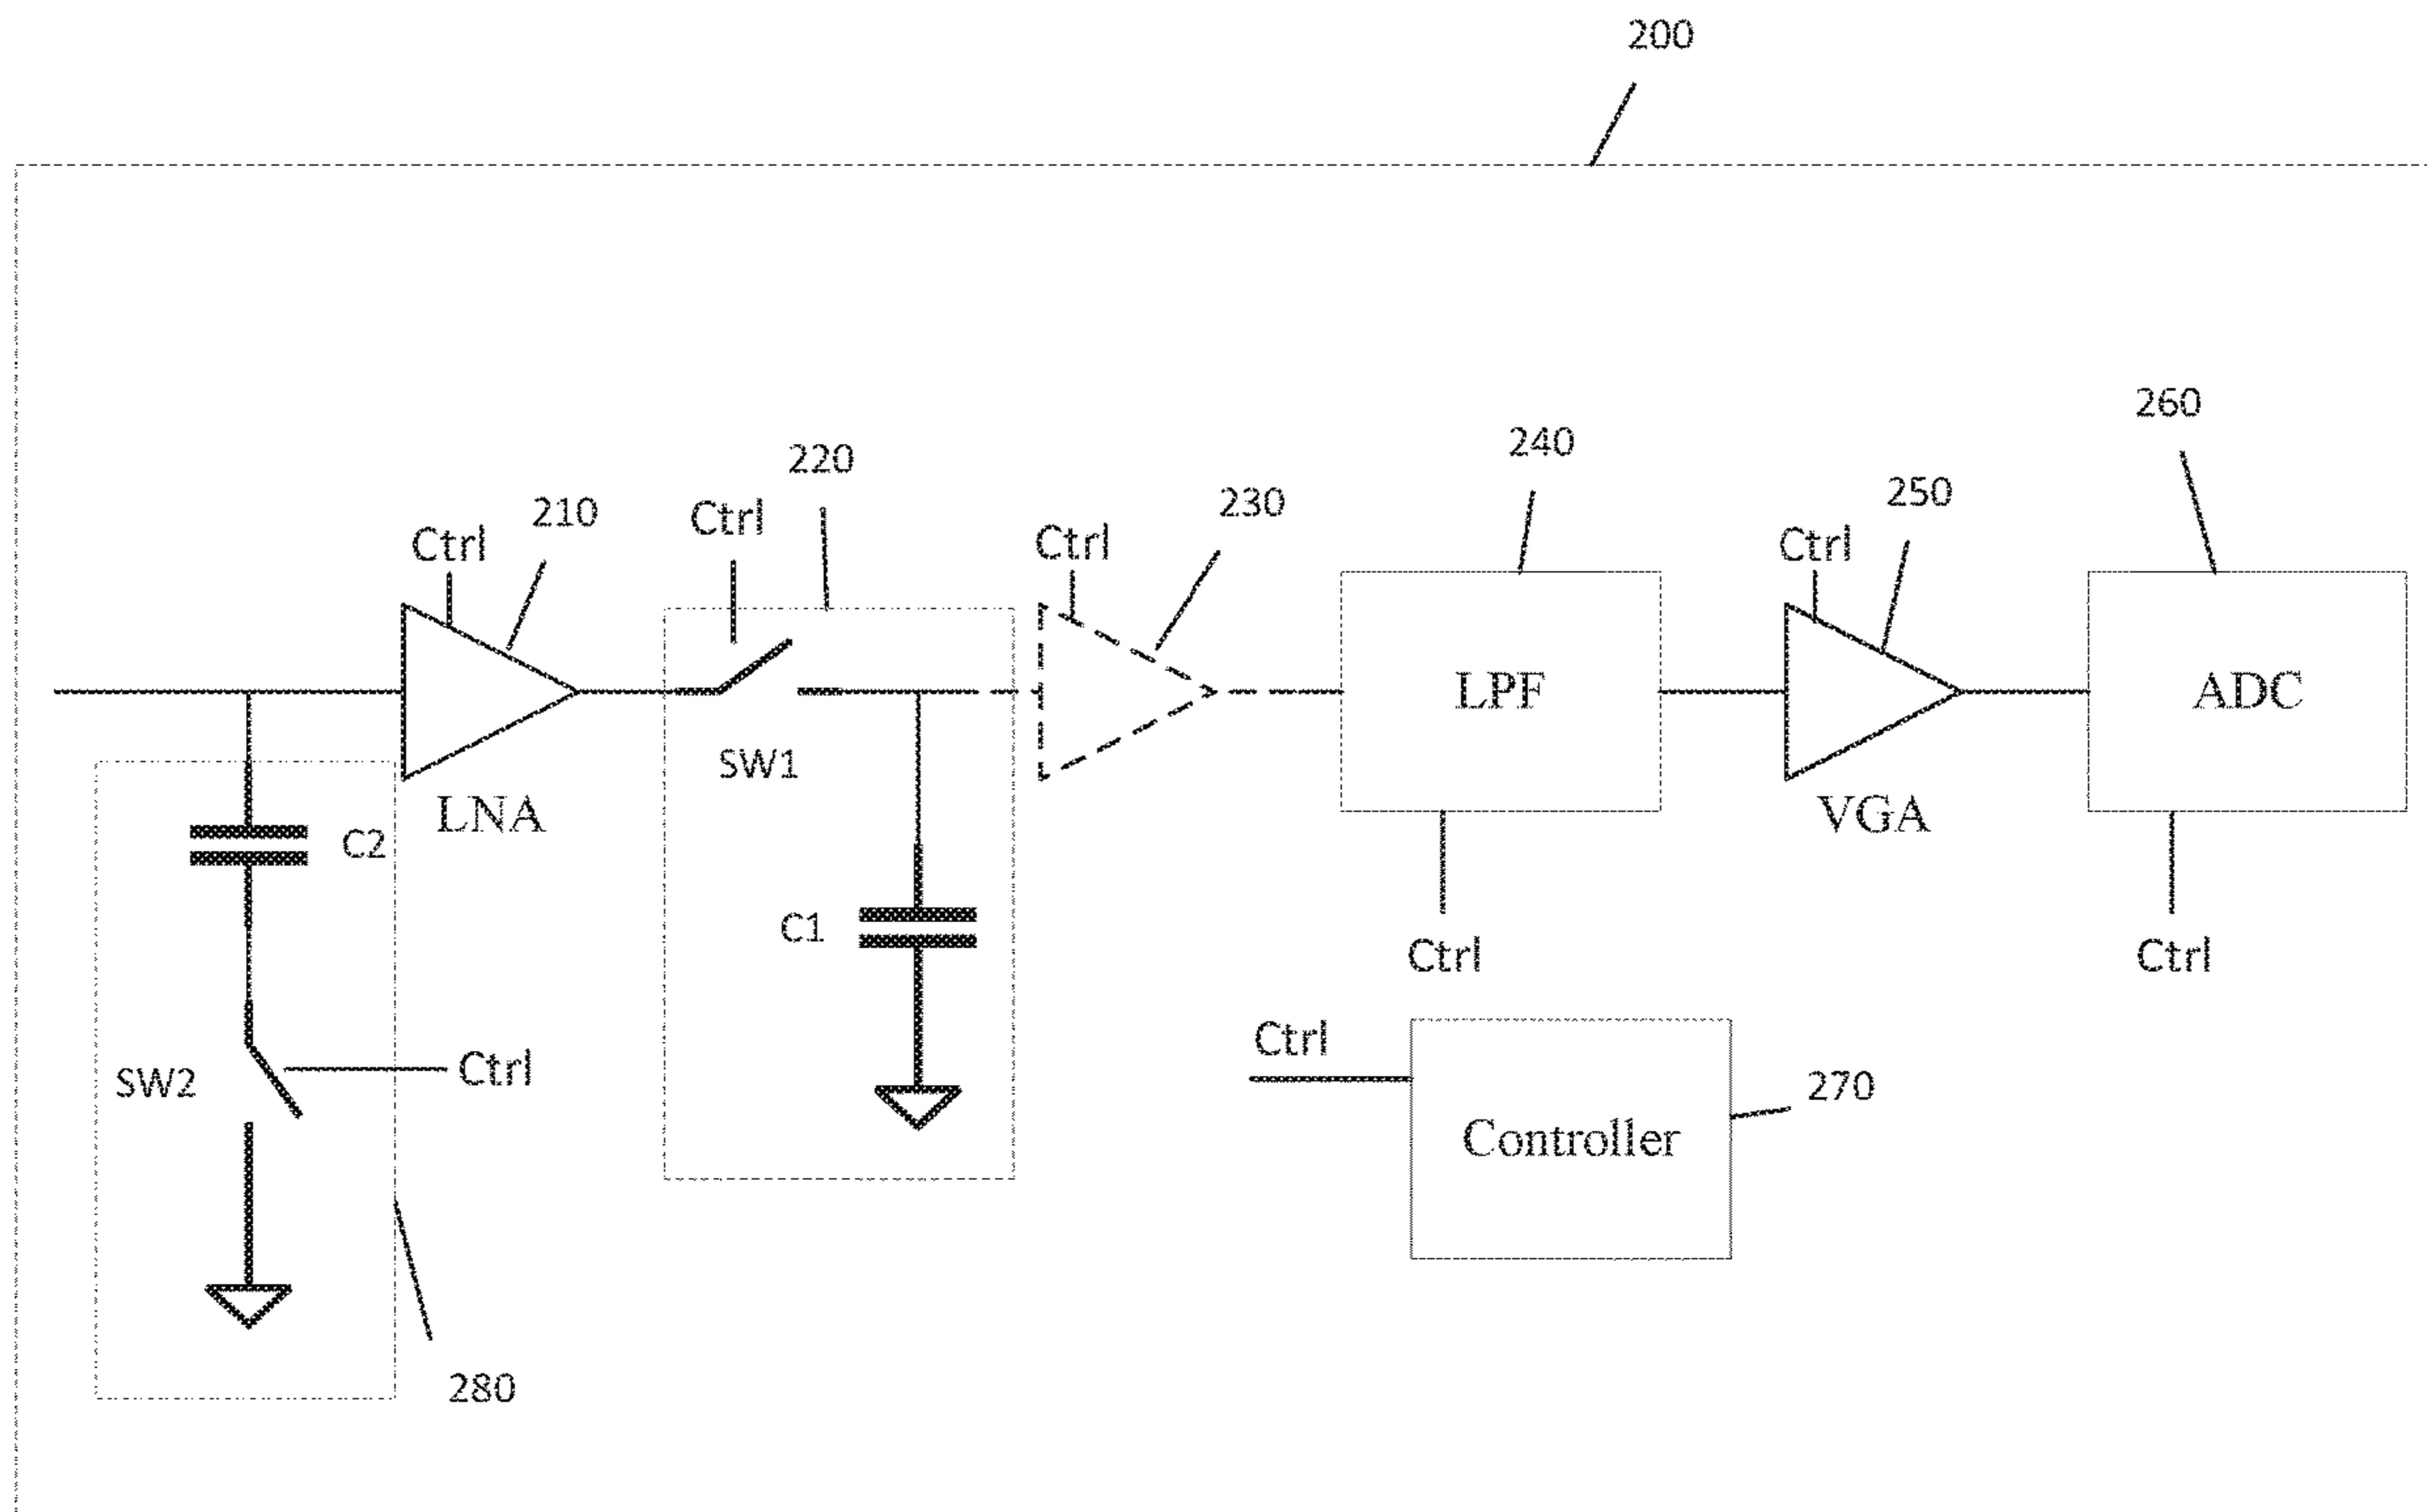 200
260
240
220
250
230
210
Ctrl
Ctrl
Ctrl
Ctrl
LPF
ADC
SW1
LNA
VGA
C2
C1
Ctrl
Ctrl
Ctrl
SW2
Ctrl
270
Controller
280